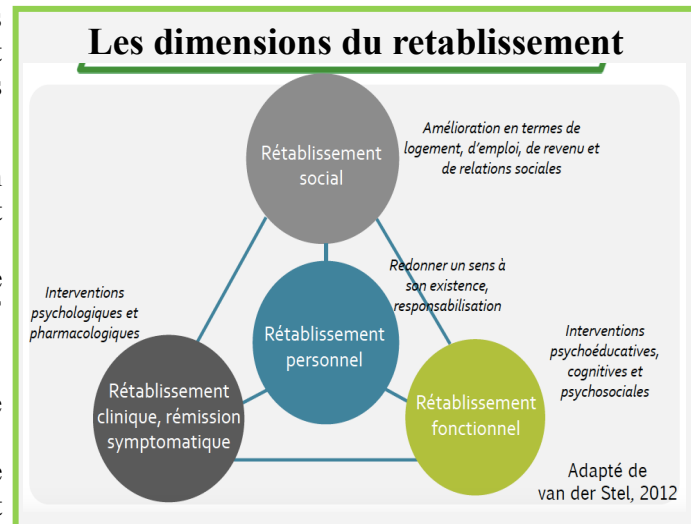 Les dimensions du retablissement
Rétablissement
social
Amélioration en termes de
logement, d'emploi, de revenu et
de relations sociales
Redonner un sens à
son existence,
responsabilisation
Interventions
psychologiques et
pharmacologiques
Rétablissement
personnel
Interventions
psychoéducatives,
cognitives et
psychosociales
Rétablissement
clinique, rémission
symptomatique
Rétablissement
fonctionnel
Adapté de
van der Stel, 2012